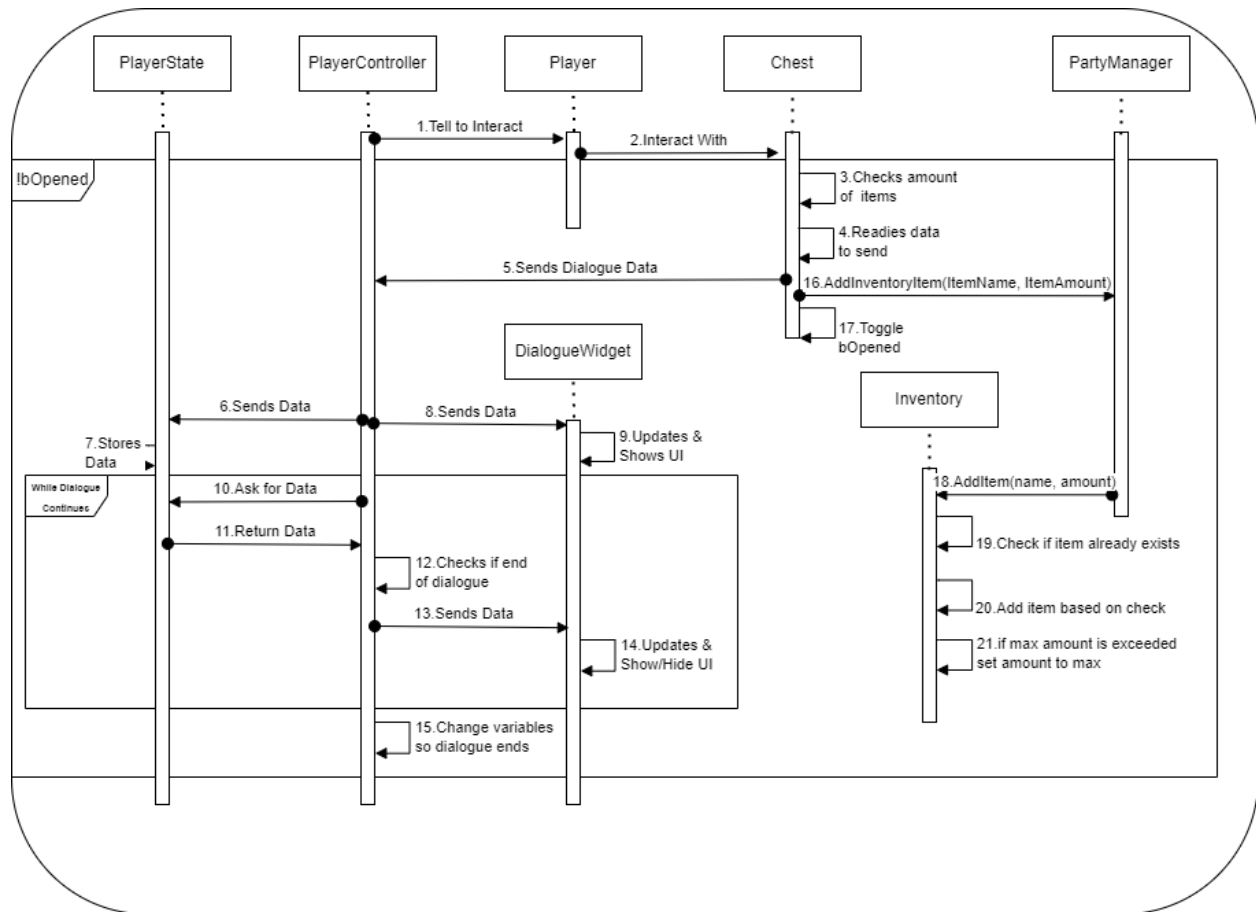 PlayerState
PlayerController
Player
Chest
PartyManager
1.Tell to Interact
2.Interact With
!bOpened
3.Checks amount
of items
4.Readies data
to send
5.Sends Dialogue Data
16.AddInventoryItem(ItemName, ItemAmount)
17.Toggle
bOpened
DialogueWidget
Inventory
6.Sends Data
8.Sends Data
7.Stores
Data
9.Updates &
Shows UI
While Dialogue
Continues
10.Ask for Data
18.AddItem(name, amount)
11.Return Data
19.Check if item already exists
12.Checks if end
of dialogue
20.Add item based on check
13.Sends Data
14.Updates &
Show/Hide UI
21.if max amount is exceeded
set amount to max
15.Change variables
so dialogue ends